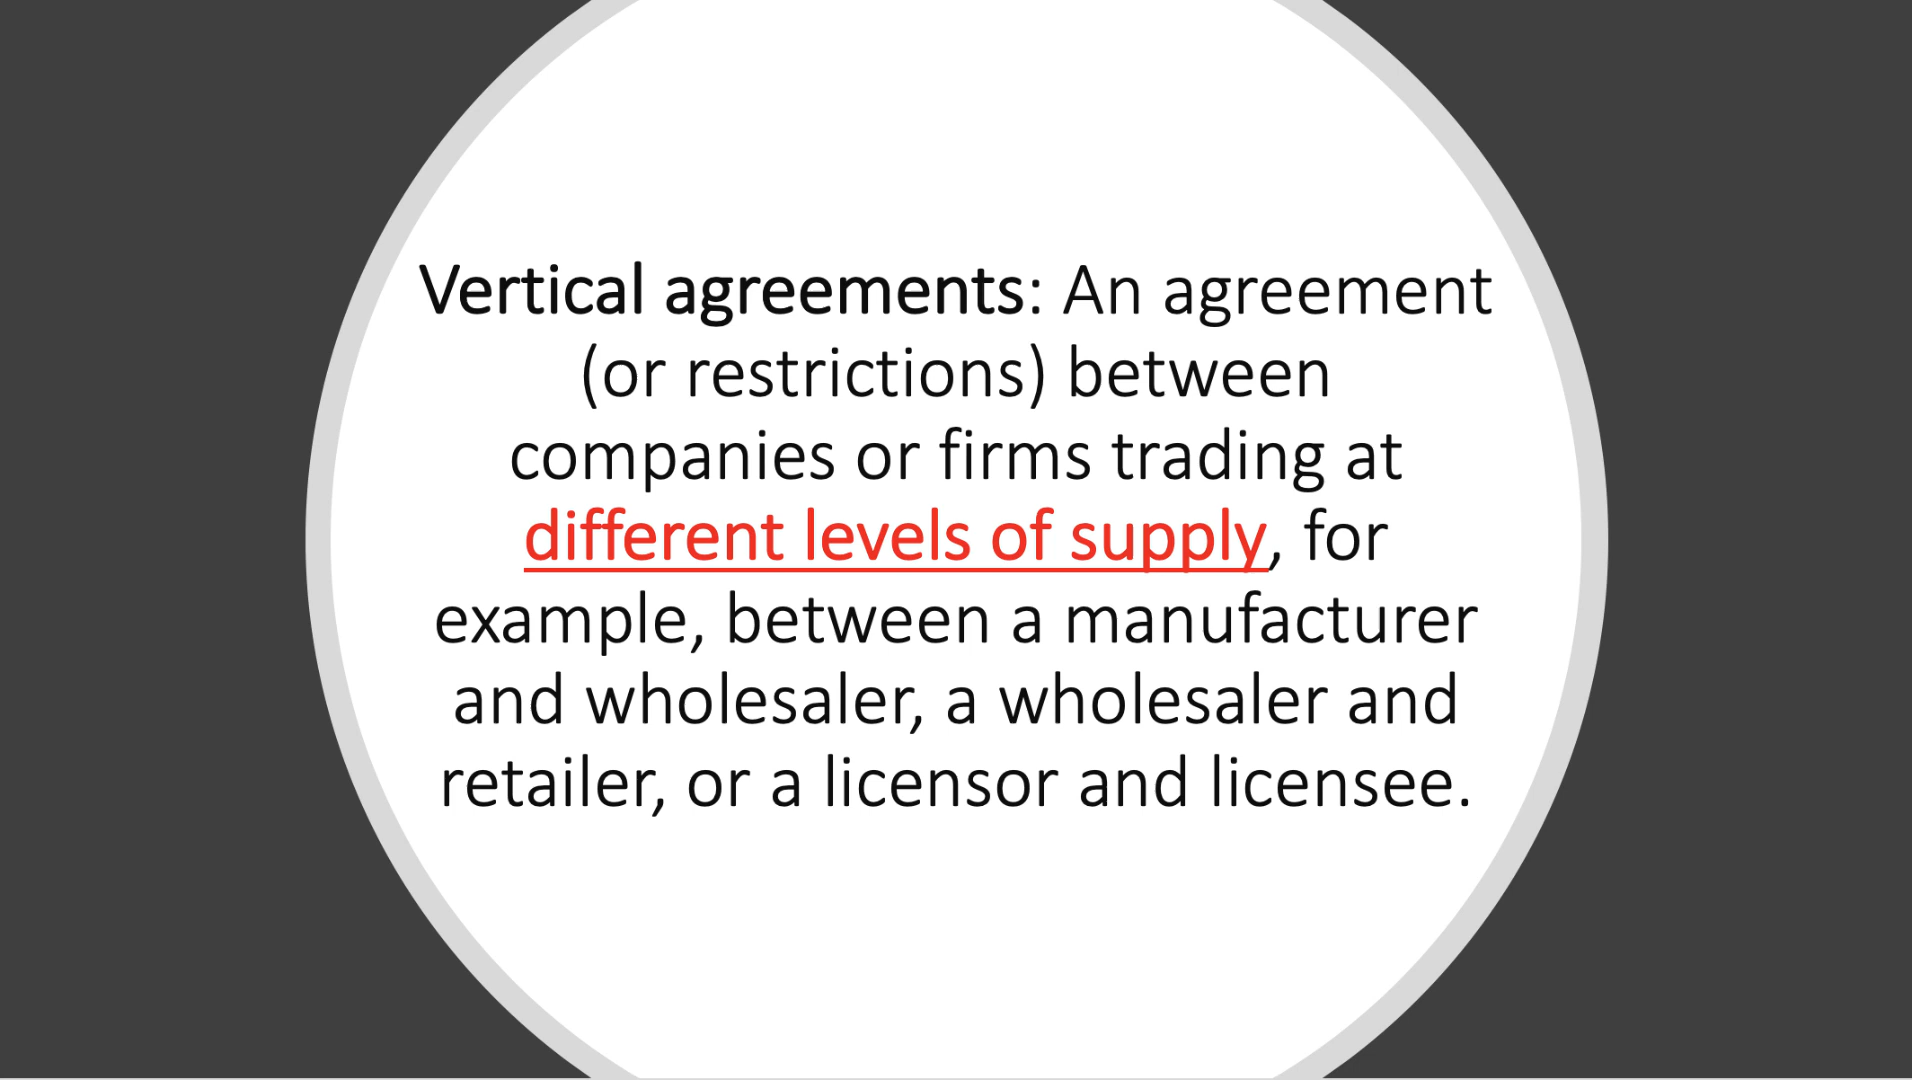 Vertical agreements: An agreement
(or restrictions) between
companies or firms trading at
different levels of supply, for
example, between a manufacturer
and wholesaler, a wholesaler and
retailer, or a licensor and licensee.